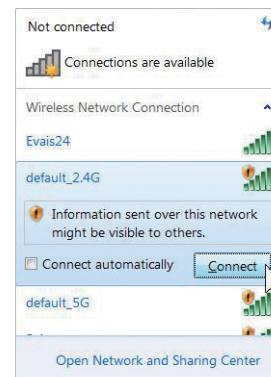 Not connected
Connections are available
Wireless Network Connection
Evais24
default_2.4G
Information sent over this network
might be visible to others.
Connect automatically
Connect
default_5G
Open Network and Sharing Center